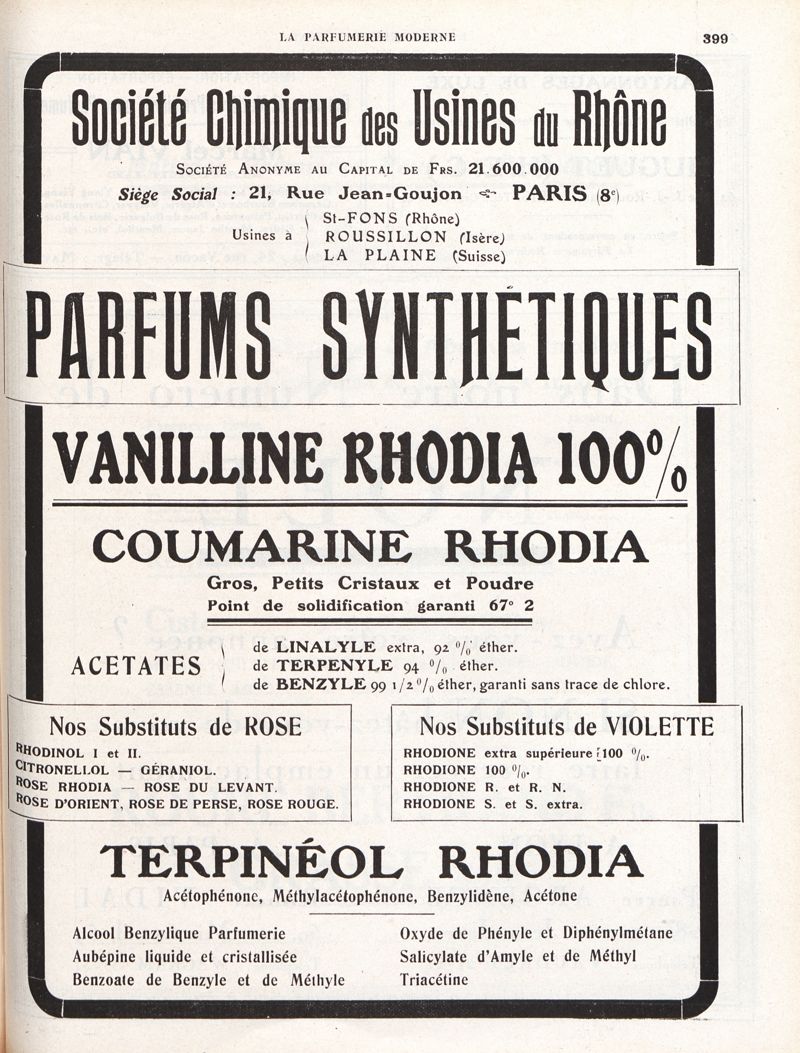 LA PARFUMERIE MODERNE 399
Société Chimique des Usines du Rhône
Société Anonyme au Capital de Frs. 21.600.000
Siège Social : 21, Rue Jean-Goujon PARIS (8e)
Usines à
St-FONS (Rhône)
ROUSSILLON (Isère)
LA PLAINE (Suisse)
PARFUMS SYNTHÉTIQUES
VANILLINE RHODIA 100%
COUMARINE RHODIA
Gros, Petits Cristaux et Poudre
Point de solidification garanti 67° 2
ACETATES
de LINALYLE extra, 92 % éther.
de TERPENYLE 94 % éther.
de BENZYLE 99 1/2 % éther, garanti sans trace de chlore.
Nos Substituts de ROSE
RHODINOL I et II.
CITRONELLOL — GÉRANIOL.
ROSE RHODIA — ROSE DU LEVANT.
ROSE D'ORIENT, ROSE DE PERSE, ROSE ROUGE.
Nos Substituts de VIOLETTE
RHODIONE extra supérieure 100 %.
RHODIONE 100 %.
RHODIONE R. et R. N.
RHODIONE S. et S. extra.
TERPINÉOL RHODIA
Acétophénone, Méthylacétophénone, Benzylidène, Acétone
Alcool Benzylique Parfumerie
Aubépine liquide et cristallisée
Benzoate de Benzyle et de Méthyle
Oxyde de Phényle et Diphénylmétane
Salicylate d'Amyle et de Méthyl
Triacétine